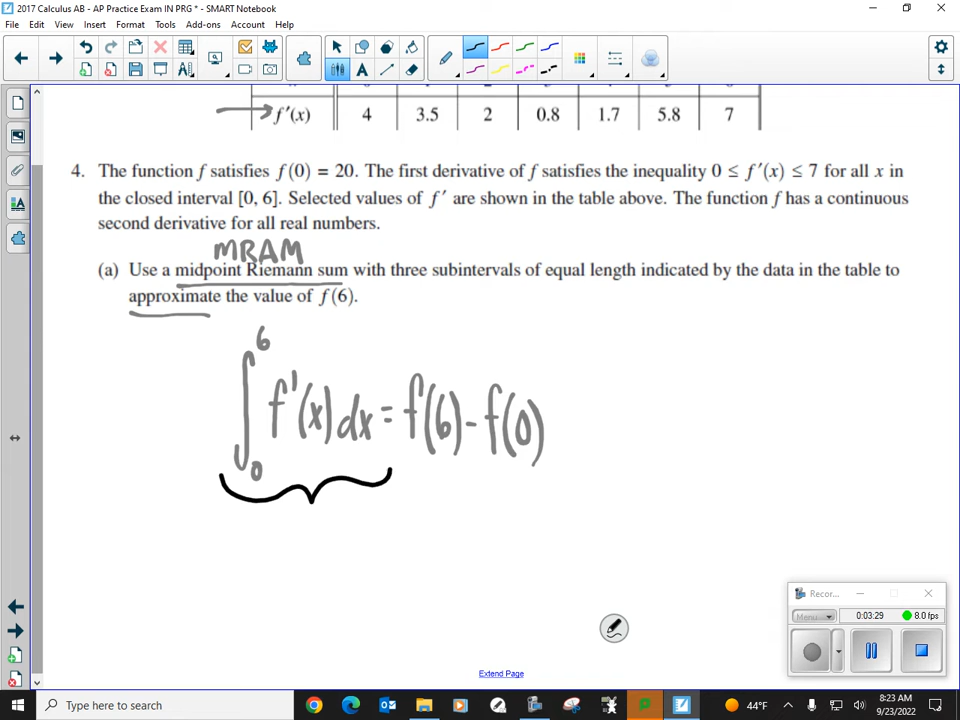 2017 Calculus AB - AP Practice Exam IN PRG * - SMART Notebook
File Edit View Insert Format Tools Add-ons Account Help
f′(x) 4 3.5 2 0.8 1.7 5.8 7
4. The function f satisfies f(0) = 20. The first derivative of f satisfies the inequality 0 ≤ f′(x) ≤ 7 for all x in
the closed interval [0, 6]. Selected values of f′ are shown in the table above. The function f has a continuous
second derivative for all real numbers.
MRAM
(a) Use a midpoint Riemann sum with three subintervals of equal length indicated by the data in the table to
approximate the value of f(6).
∫₀⁶ f'(x) dx = f(6) - f(0)
Recor...
Menu
0:03:29 8.0 fps
Extend Page
Type here to search
44°F
8:23 AM
9/23/2022